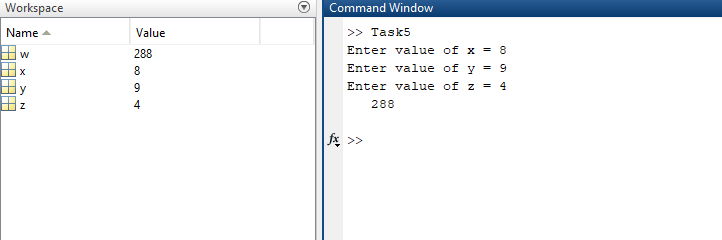 Workspace
Name Value
w 288
x 8
y 9
z 4
Command Window
>> Task5
Enter value of x = 8
Enter value of y = 9
Enter value of z = 4
288
fx >>